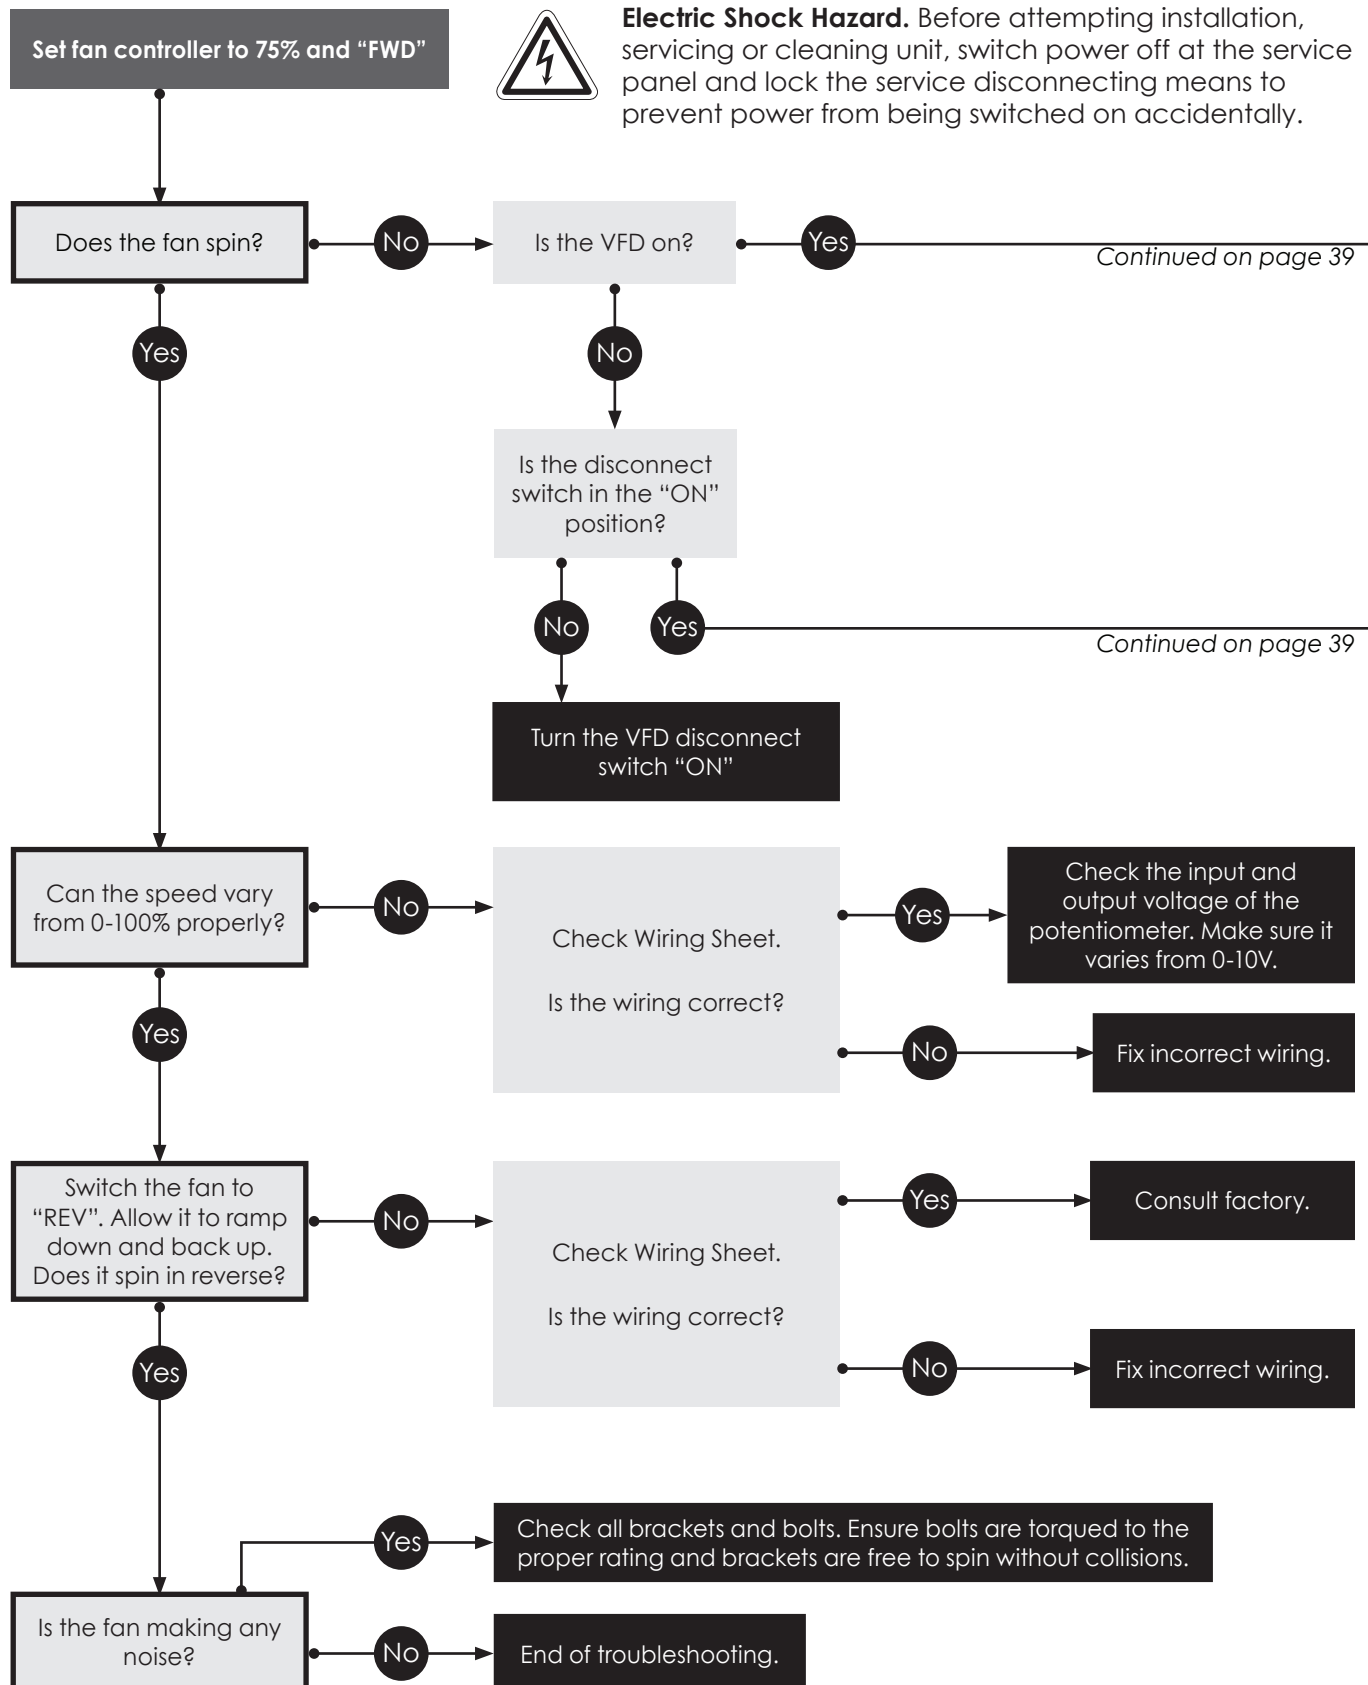 Set fan controller to 75% and “FWD”
Electric Shock Hazard. Before attempting installation,
servicing or cleaning unit, switch power off at the service
panel and lock the service disconnecting means to
prevent power from being switched on accidentally.
Does the fan spin?
No
Is the VFD on?
Yes
Continued on page 39
Yes
No
Is the disconnect
switch in the “ON”
position?
No
Yes
Continued on page 39
Turn the VFD disconnect
switch “ON”
Can the speed vary
from 0-100% properly?
No
Check Wiring Sheet.
Is the wiring correct?
Yes
Check the input and
output voltage of the
potentiometer. Make sure it
varies from 0-10V.
No
Fix incorrect wiring.
Yes
Switch the fan to
“REV”. Allow it to ramp
down and back up.
Does it spin in reverse?
No
Check Wiring Sheet.
Is the wiring correct?
Yes
Consult factory.
No
Fix incorrect wiring.
Yes
Is the fan making any
noise?
Yes
Check all brackets and bolts. Ensure bolts are torqued to the
proper rating and brackets are free to spin without collisions.
No
End of troubleshooting.